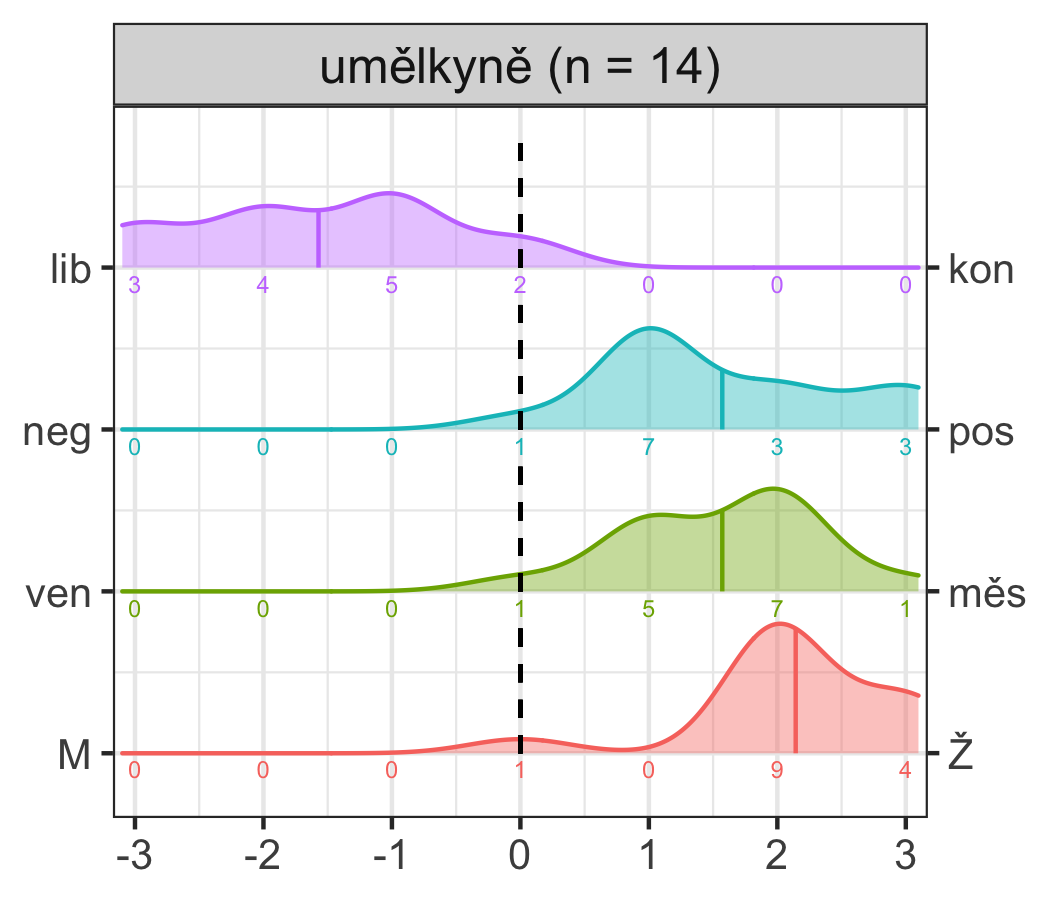 umělkyně (n = 14)
lib kon
3 4 5 2 0 0 0
neg pos
0 0 0 1 7 3 3
ven měs
0 0 0 1 5 7 1
M Ž
0 0 0 1 0 9 4
-3 -2 -1 0 1 2 3